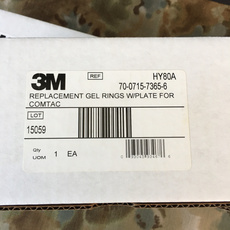 3M
REF
HY80A
70-0715-7365-6
REPLACEMENT GEL RINGS W/PLATE FOR
COMTAC
LOT
15059
Qty
UOM 1 EA